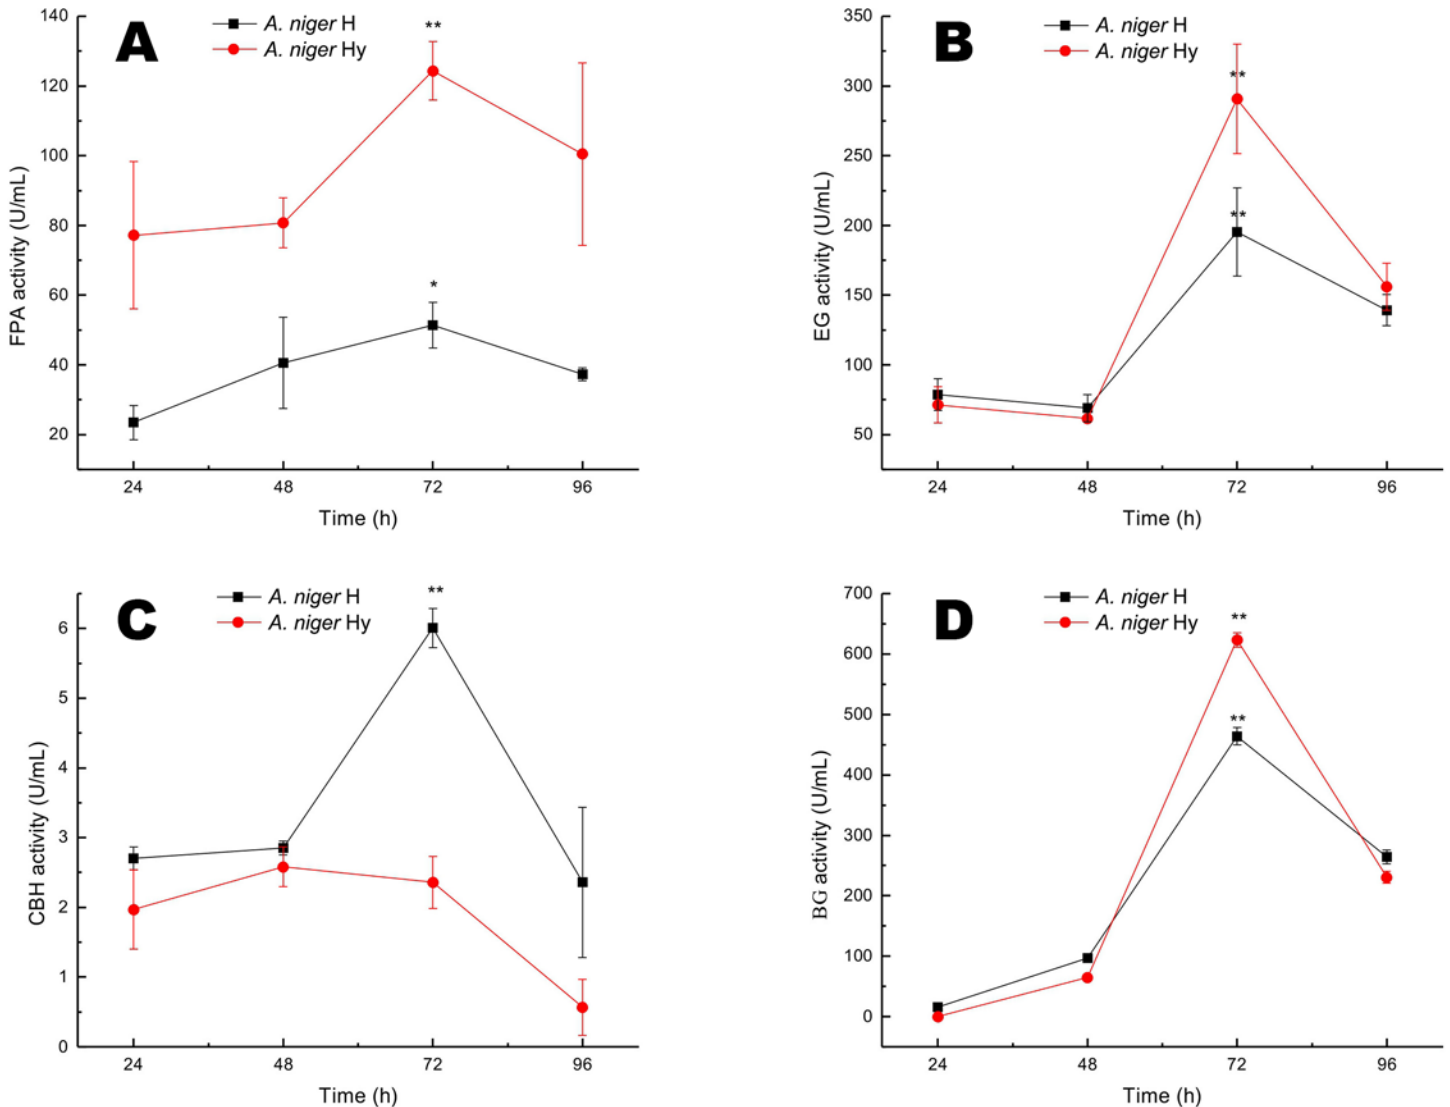 A
A. niger H
A. niger Hy
**
*
FPA activity (U/mL)
140
120
100
80
60
40
20
24 48 72 96
Time (h)
B
A. niger H
A. niger Hy
**
**
EG activity (U/mL)
350
300
250
200
150
100
50
24 48 72 96
Time (h)
C
A. niger H
A. niger Hy
**
CBH activity (U/mL)
6
5
4
3
2
1
0
24 48 72 96
Time (h)
D
A. niger H
A. niger Hy
**
**
BG activity (U/mL)
700
600
500
400
300
200
100
0
24 48 72 96
Time (h)